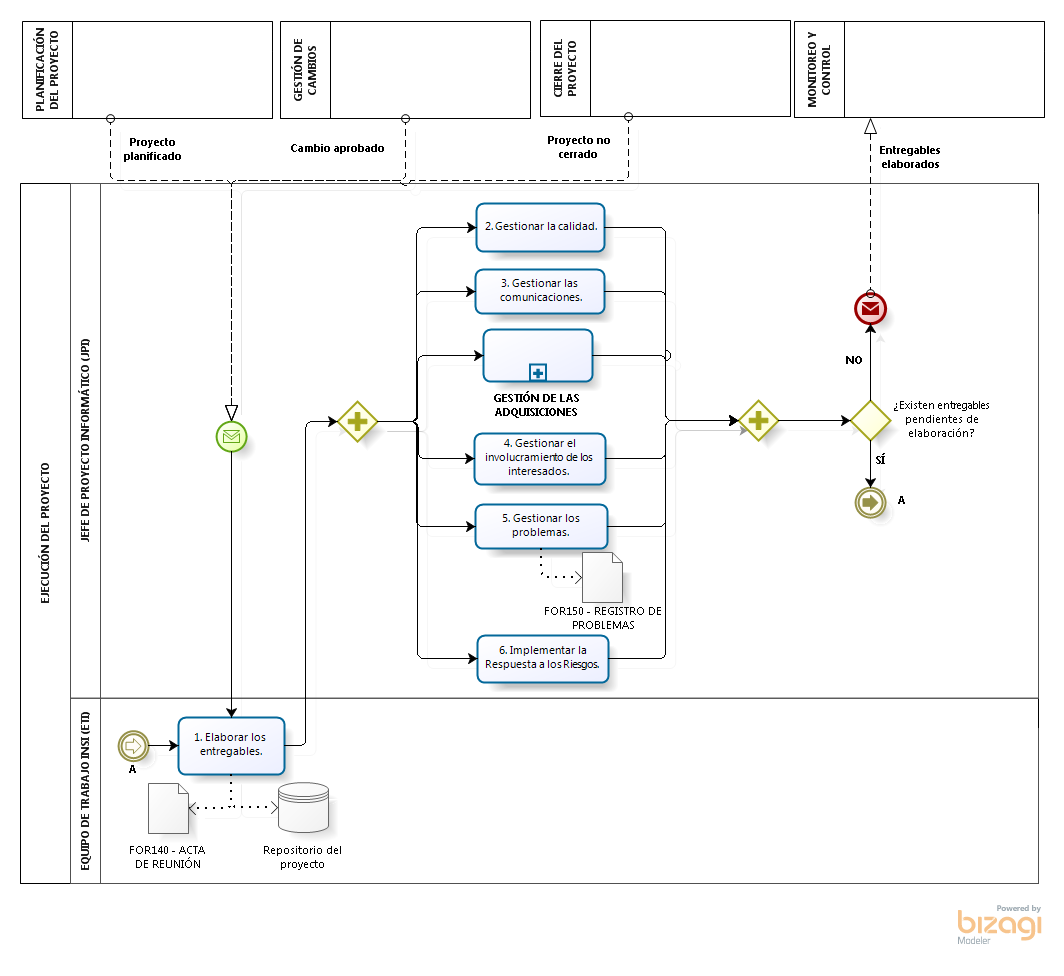 PLANIFICACIÓN
DEL PROYECTO
GESTIÓN DE
CAMBIOS
CIERRE DEL
PROYECTO
MONITOREO Y
CONTROL
Proyecto
planificado
Cambio aprobado
Proyecto no
cerrado
Entregables
elaborados
EJECUCIÓN DEL PROYECTO
JEFE DE PROYECTO INFORMÁTICO (JPI)
2. Gestionar la calidad.
3. Gestionar las
comunicaciones.
GESTIÓN DE LAS
ADQUISICIONES
4. Gestionar el
involucramiento de los
interesados.
5. Gestionar los
problemas.
FOR150 - REGISTRO DE
PROBLEMAS
6. Implementar la
Respuesta a los Riesgos.
NO
¿Existen entregables
pendientes de
elaboración?
SÍ
A
EQUIPO DE TRABAJO INSI (ETI)
A
1. Elaborar los
entregables.
FOR140 - ACTA
DE REUNIÓN
Repositorio del
proyecto
Powered by
bizagi
Modeler